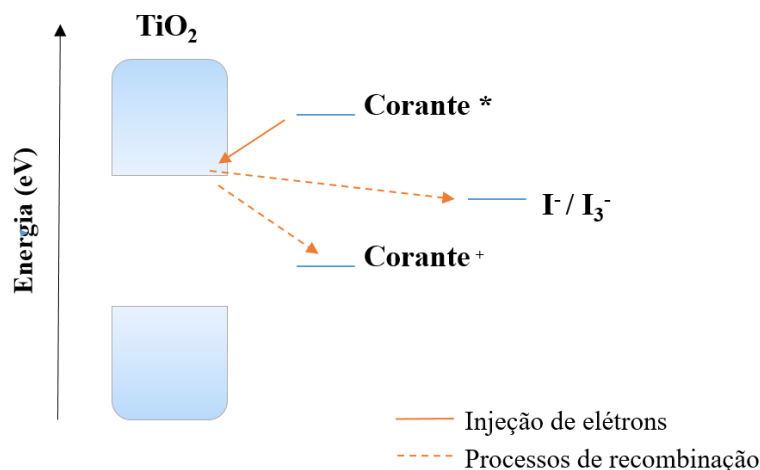 TiO₂
Corante *
I⁻ / I₃⁻
Corante ⁺
Energia (eV)
Injeção de elétrons
Processos de recombinação